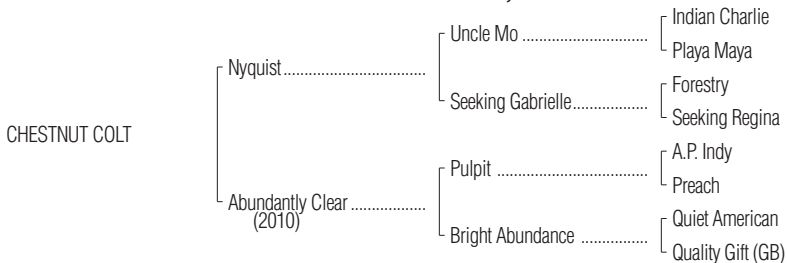 Indian Charlie
Uncle Mo ..............................
Playa Maya
Nyquist..................................
Forestry
Seeking Gabrielle..................
Seeking Regina
CHESTNUT COLT
A.P. Indy
Pulpit ....................................
Preach
Abundantly Clear ..................
(2010)
Quiet American
Bright Abundance ................
Quality Gift (GB)